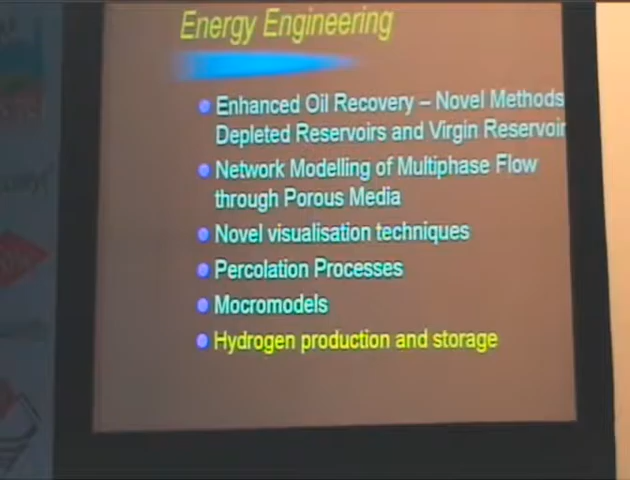 Energy Engineering
Enhanced Oil Recovery – Novel Methods
Depleted Reservoirs and Virgin Reservoir
Network Modelling of Multiphase Flow
through Porous Media
Novel visualisation techniques
Percolation Processes
Mocromodels
Hydrogen production and storage